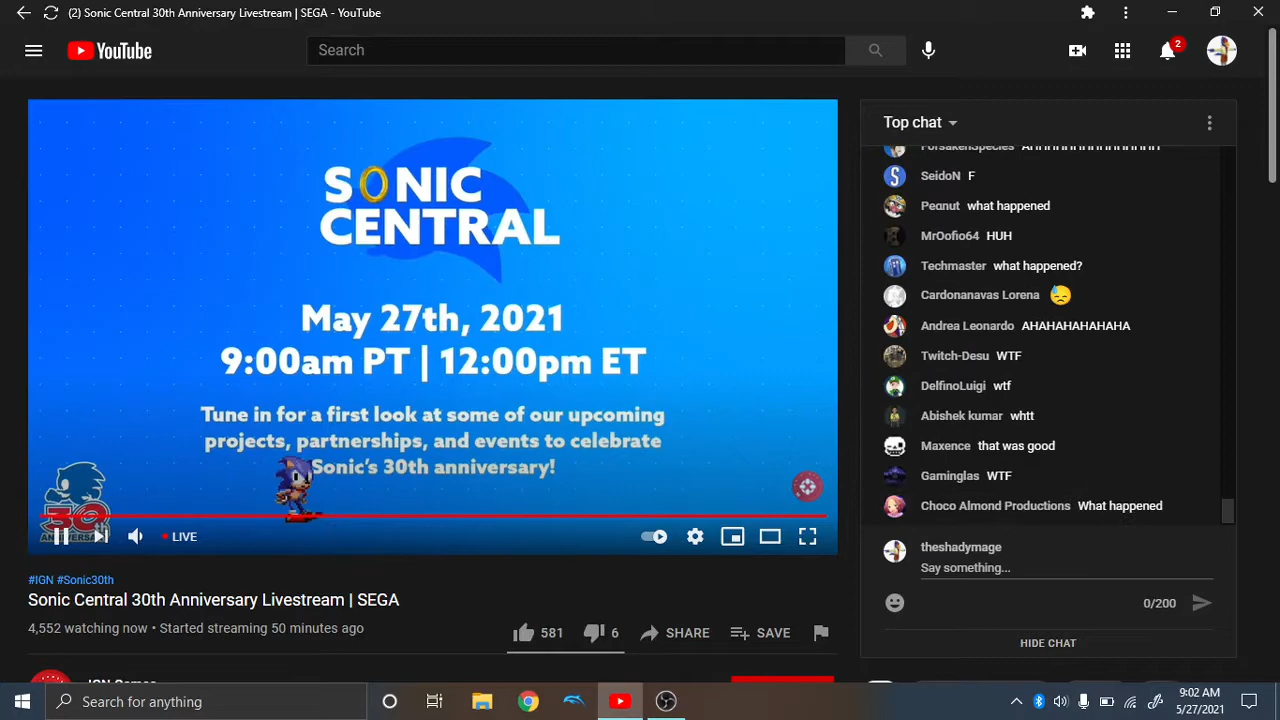 (2) Sonic Central 30th Anniversary Livestream | SEGA - YouTube
YouTube
Search
2
SONIC
CENTRAL
May 27th, 2021
9:00am PT | 12:00pm ET
Tune in for a first look at some of our upcoming
projects, partnerships, and events to celebrate
Sonic's 30th anniversary!
30th
ANNIVERSARY
LIVE
#IGN #Sonic30th
Sonic Central 30th Anniversary Livestream | SEGA
4,552 watching now • Started streaming 50 minutes ago
581
6
SHARE
SAVE
Top chat
ForsakenSpecies
SeidoN F
Peanut what happened
MrOofio64 HUH
Techmaster what happened?
Cardonanavas Lorena 😓
Andrea Leonardo AHAHAHAHAHAHA
Twitch-Desu WTF
DelfinoLuigi wtf
Abishek kumar whtt
Maxence that was good
Gaminglas WTF
Choco Almond Productions What happened
theshadymage
Say something...
0/200
HIDE CHAT
Search for anything
9:02 AM
5/27/2021